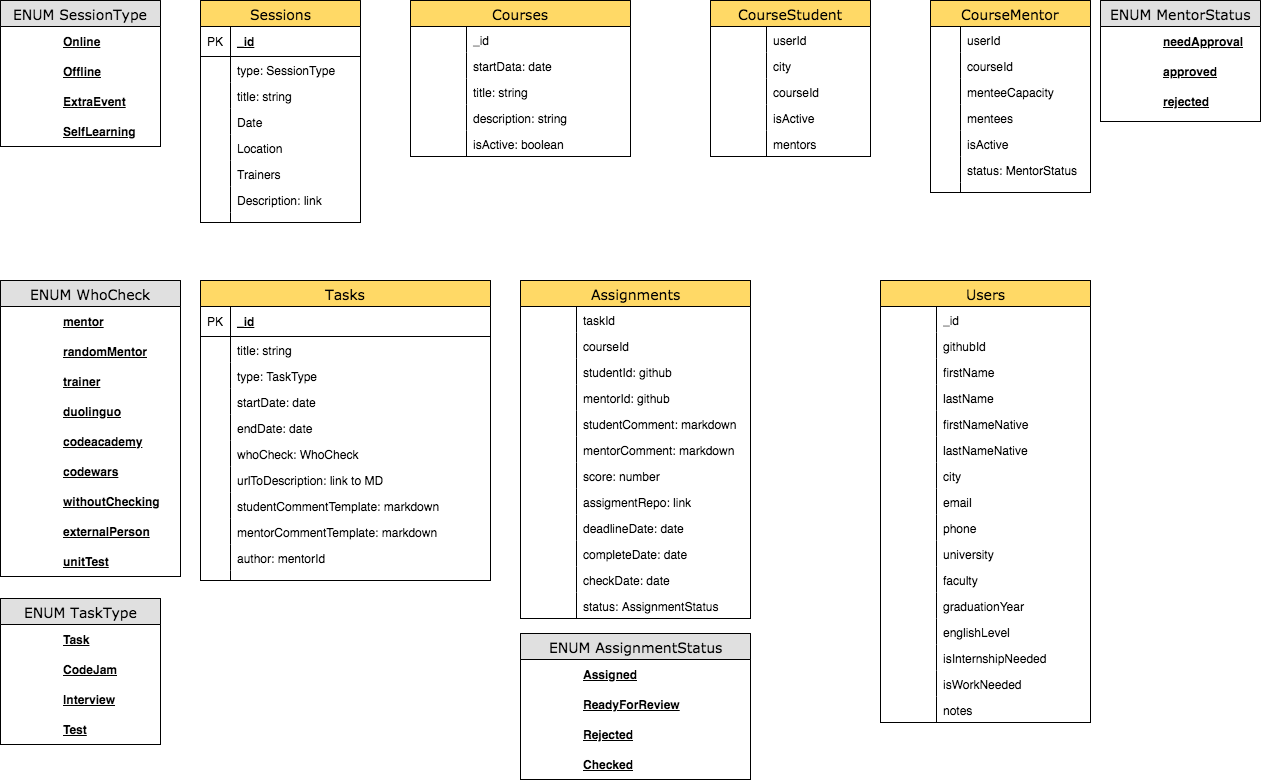 ENUM SessionType
Online
Offline
ExtraEvent
SelfLearning
Sessions
PK _id
type: SessionType
title: string
Date
Location
Trainers
Description: link
Courses
_id
startData: date
title: string
description: string
isActive: boolean
CourseStudent
userId
city
courseId
isActive
mentors
CourseMentor
userId
courseId
menteeCapacity
mentees
isActive
status: MentorStatus
ENUM MentorStatus
needApproval
approved
rejected
ENUM WhoCheck
mentor
randomMentor
trainer
duolinguo
codeacademy
codewars
withoutChecking
externalPerson
unitTest
Tasks
PK _id
title: string
type: TaskType
startDate: date
endDate: date
whoCheck: WhoCheck
urlToDescription: link to MD
studentCommentTemplate: markdown
mentorCommentTemplate: markdown
author: mentorId
Assignments
taskId
courseId
studentId: github
mentorId: github
studentComment: markdown
mentorComment: markdown
score: number
assigmentRepo: link
deadlineDate: date
completeDate: date
checkDate: date
status: AssignmentStatus
Users
_id
githubId
firstName
lastName
firstNameNative
lastNameNative
city
email
phone
university
faculty
graduationYear
englishLevel
isInternshipNeeded
isWorkNeeded
notes
ENUM TaskType
Task
CodeJam
Interview
Test
ENUM AssignmentStatus
Assigned
ReadyForReview
Rejected
Checked